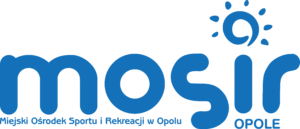 mosir
Miejski Ośrodek Sportu i Rekreacji w Opolu
OPOLE